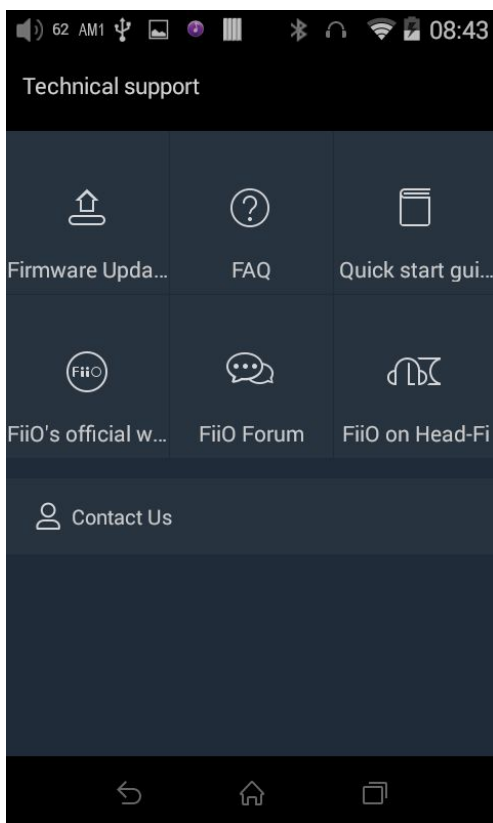 62 AM1 08:43
Technical support
Firmware Upda... FAQ Quick start gui...
FiiO
FiiO's official w... FiiO Forum FiiO on Head-Fi
Contact Us